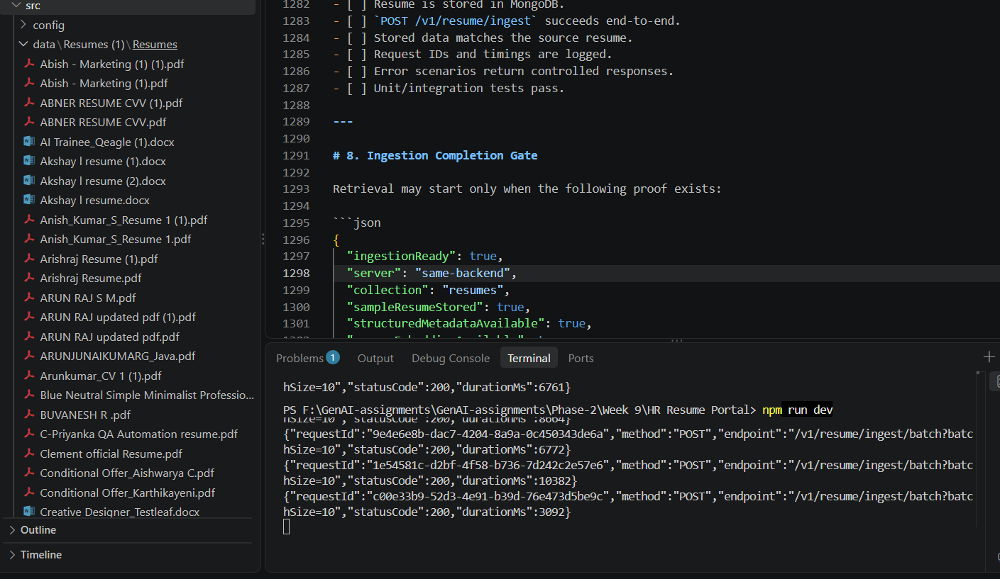 src
config
data\Resumes (1)\Resumes
Abish - Marketing (1) (1).pdf
Abish - Marketing (1).pdf
ABNER RESUME CVV (1).pdf
ABNER RESUME CVV.pdf
AI Trainee_Qeagle (1).docx
Akshay l resume (1).docx
Akshay l resume (2).docx
Akshay l resume.docx
Anish_Kumar_S_Resume 1 (1).pdf
Anish_Kumar_S_Resume 1.pdf
Arishraj Resume (1).pdf
Arishraj Resume.pdf
ARUN RAJ S M.pdf
ARUN RAJ updated pdf (1).pdf
ARUN RAJ updated pdf.pdf
ARUNJUNAIKUMARG_Java.pdf
Arunkumar_CV 1 (1).pdf
Blue Neutral Simple Minimalist Professio...
BUVANESH R .pdf
C-Priyanka QA Automation resume.pdf
Clement official Resume.pdf
Conditional Offer_Aishwarya C.pdf
Conditional Offer_Karthikayeni.pdf
Creative Designer_Testleaf.docx
Outline
Timeline
1282 - [ ] Resume is stored in MongoDB.
1283 - [ ] `POST /v1/resume/ingest` succeeds end-to-end.
1284 - [ ] Stored data matches the source resume.
1285 - [ ] Request IDs and timings are logged.
1286 - [ ] Error scenarios return controlled responses.
1287 - [ ] Unit/integration tests pass.
1288
1289 ---
1290
1291 # 8. Ingestion Completion Gate
1292
1293 Retrieval may start only when the following proof exists:
1294
1295 ```json
1296 {
1297 "ingestionReady": true,
1298 "server": "same-backend",
1299 "collection": "resumes",
1300 "sampleResumeStored": true,
1301 "structuredMetadataAvailable": true,
Problems 1 Output Debug Console Terminal Ports
hSize=10","statusCode":200,"durationMs":6761}
PS F:\GenAI-assignments\GenAI-assignments\Phase-2\Week 9\HR Resume Portal> npm run dev
hSize=10","statusCode":200,"durationMs":8664}
{"requestId":"9e4e6e8b-dac7-4204-8a9a-0c450343de6a","method":"POST","endpoint":"/v1/resume/ingest/batch?batc
hSize=10","statusCode":200,"durationMs":6772}
{"requestId":"1e54581c-d2bf-4f58-b736-7d242c2e57e6","method":"POST","endpoint":"/v1/resume/ingest/batch?batc
hSize=10","statusCode":200,"durationMs":10382}
{"requestId":"c00e33b9-52d3-4e91-b39d-76e473d5be9c","method":"POST","endpoint":"/v1/resume/ingest/batch?batc
hSize=10","statusCode":200,"durationMs":3092}